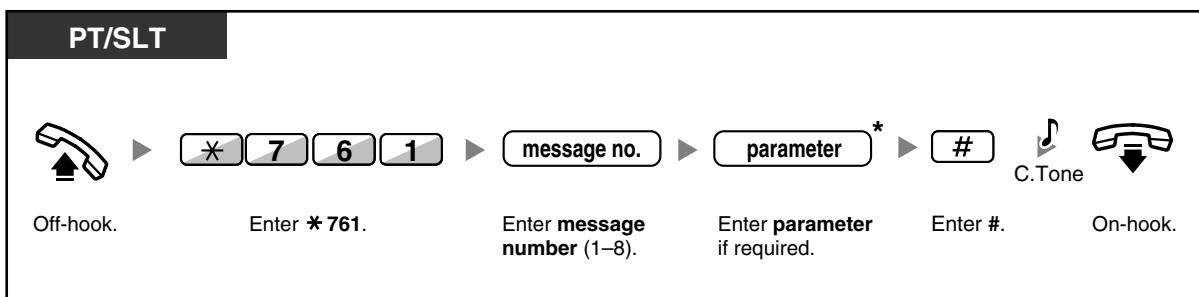 PT/SLT
✳ 7 6 1
message no.
parameter*
#
C.Tone
Off-hook.
Enter ✳ 761.
Enter message
number (1–8).
Enter parameter
if required.
Enter #.
On-hook.